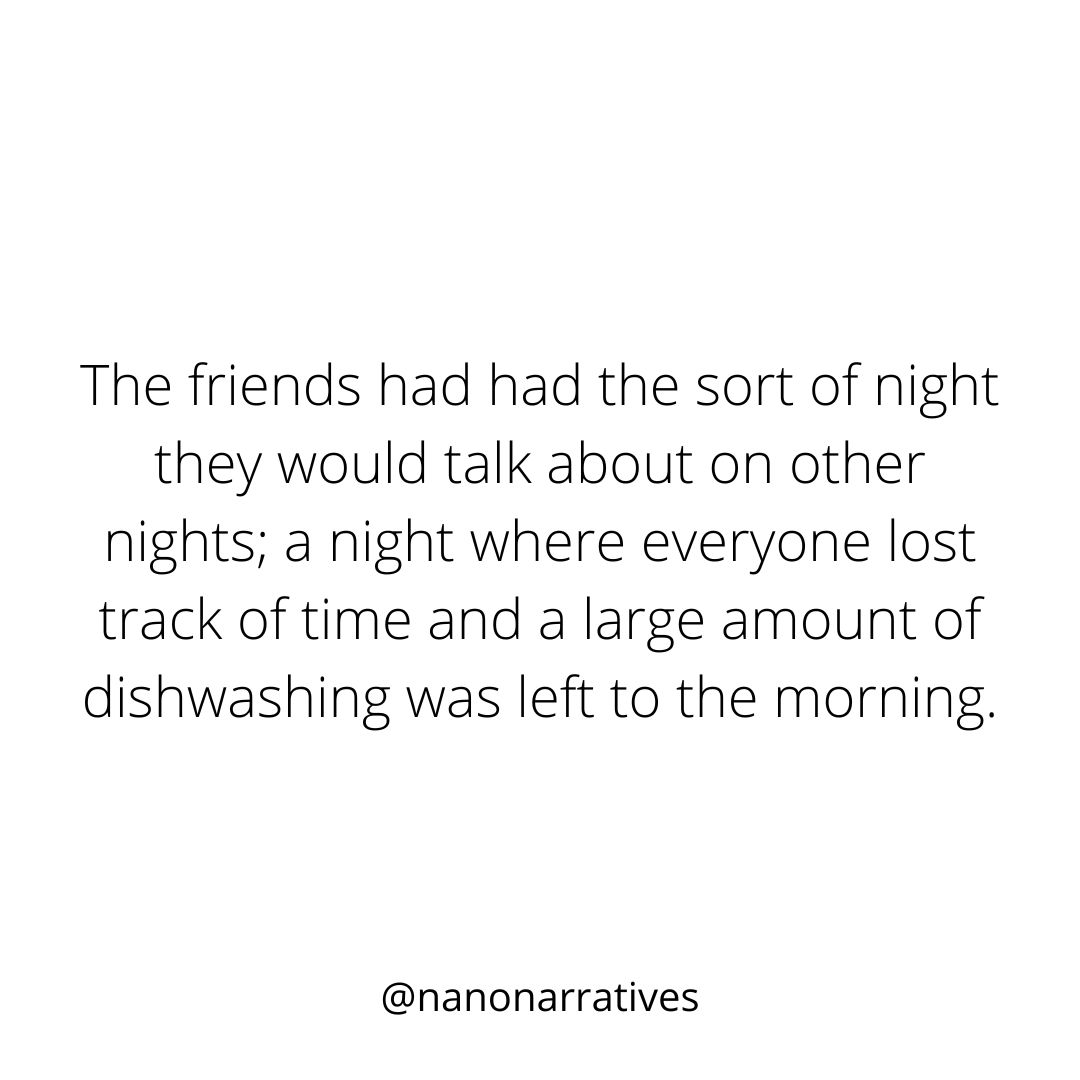 The friends had had the sort of night
they would talk about on other
nights; a night where everyone lost
track of time and a large amount of
dishwashing was left to the morning.
@nanonarratives